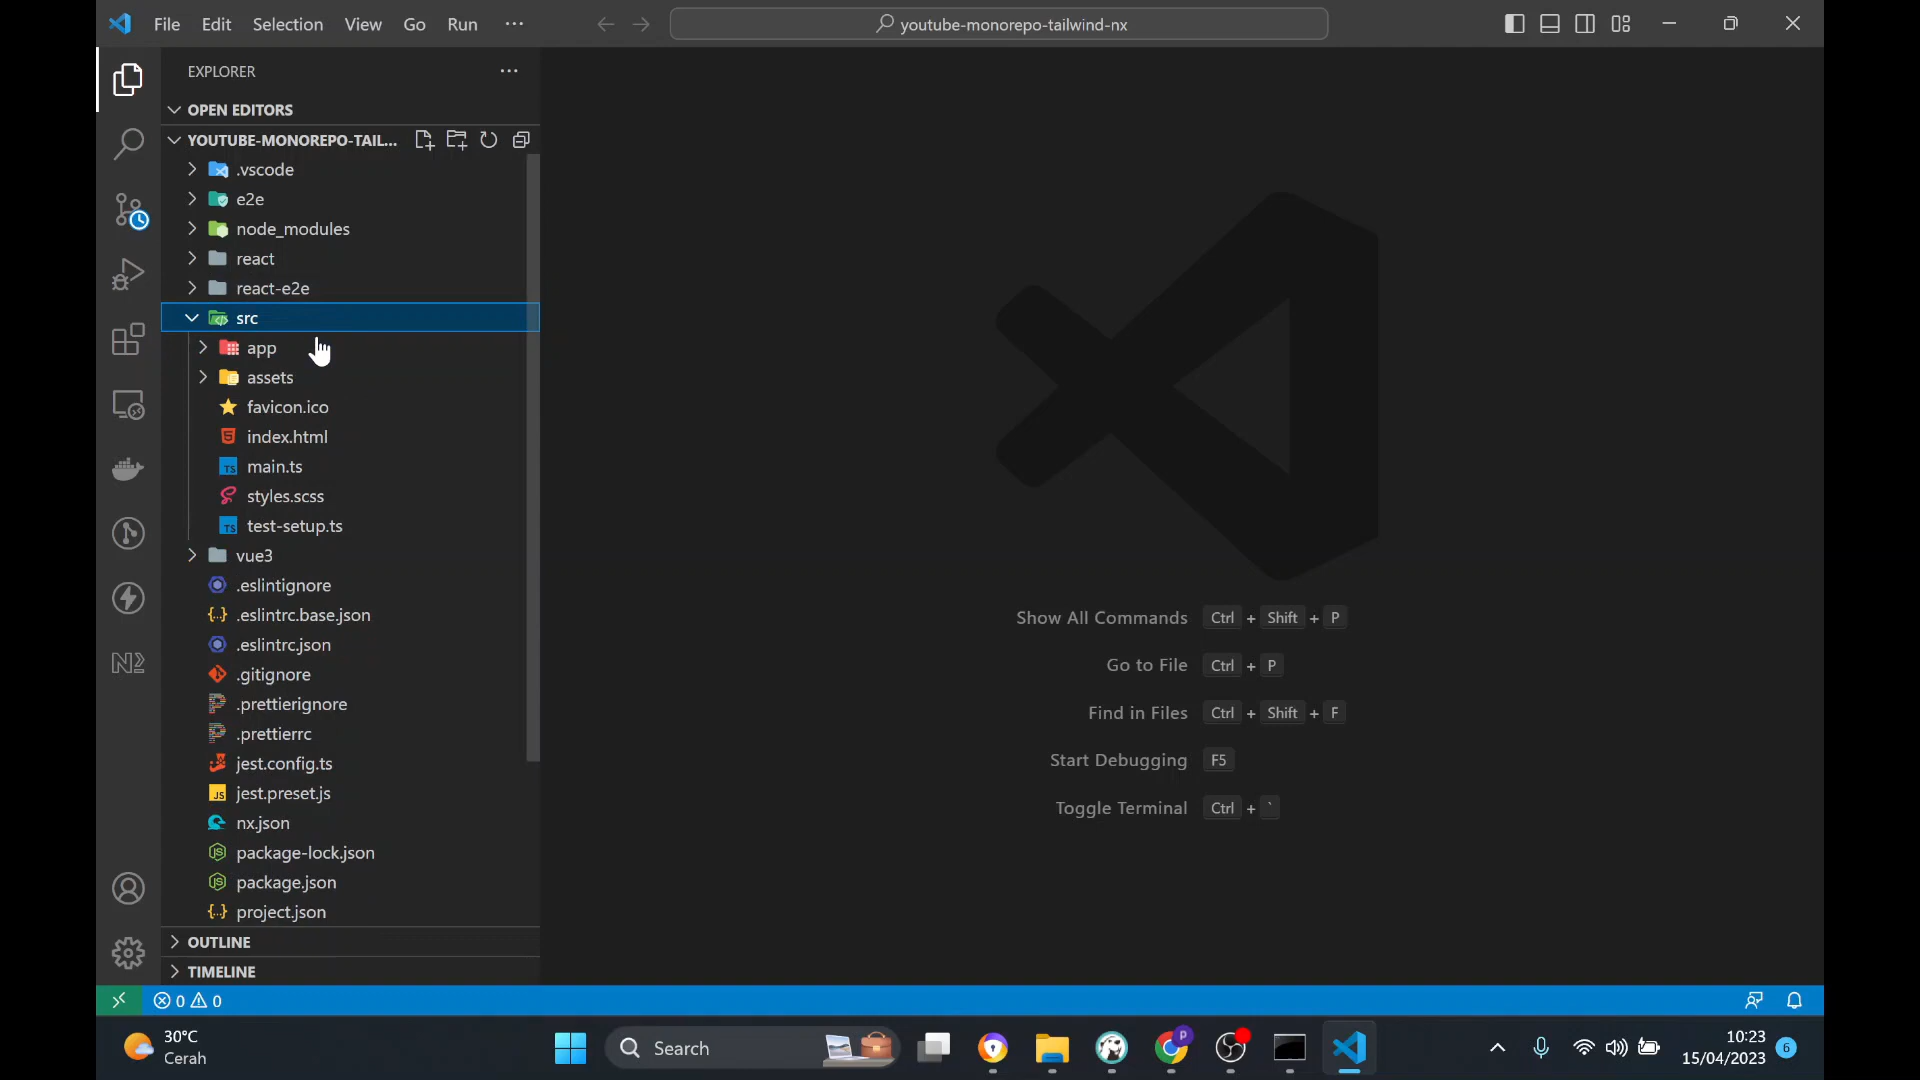 File Edit Selection View Go Run ···
youtube-monorepo-tailwind-nx
EXPLORER
OPEN EDITORS
YOUTUBE-MONOREPO-TAIL...
.vscode
e2e
node_modules
react
react-e2e
src
app
assets
favicon.ico
index.html
main.ts
styles.scss
test-setup.ts
vue3
.eslintignore
.eslintrc.base.json
.eslintrc.json
.gitignore
.prettierignore
.prettierrc
jest.config.ts
jest.preset.js
nx.json
package-lock.json
package.json
project.json
OUTLINE
TIMELINE
Show All Commands Ctrl + Shift + P
Go to File Ctrl + P
Find in Files Ctrl + Shift + F
Start Debugging F5
Toggle Terminal Ctrl + `
0 0
30°C
Cerah
Search
10:23
15/04/2023
6